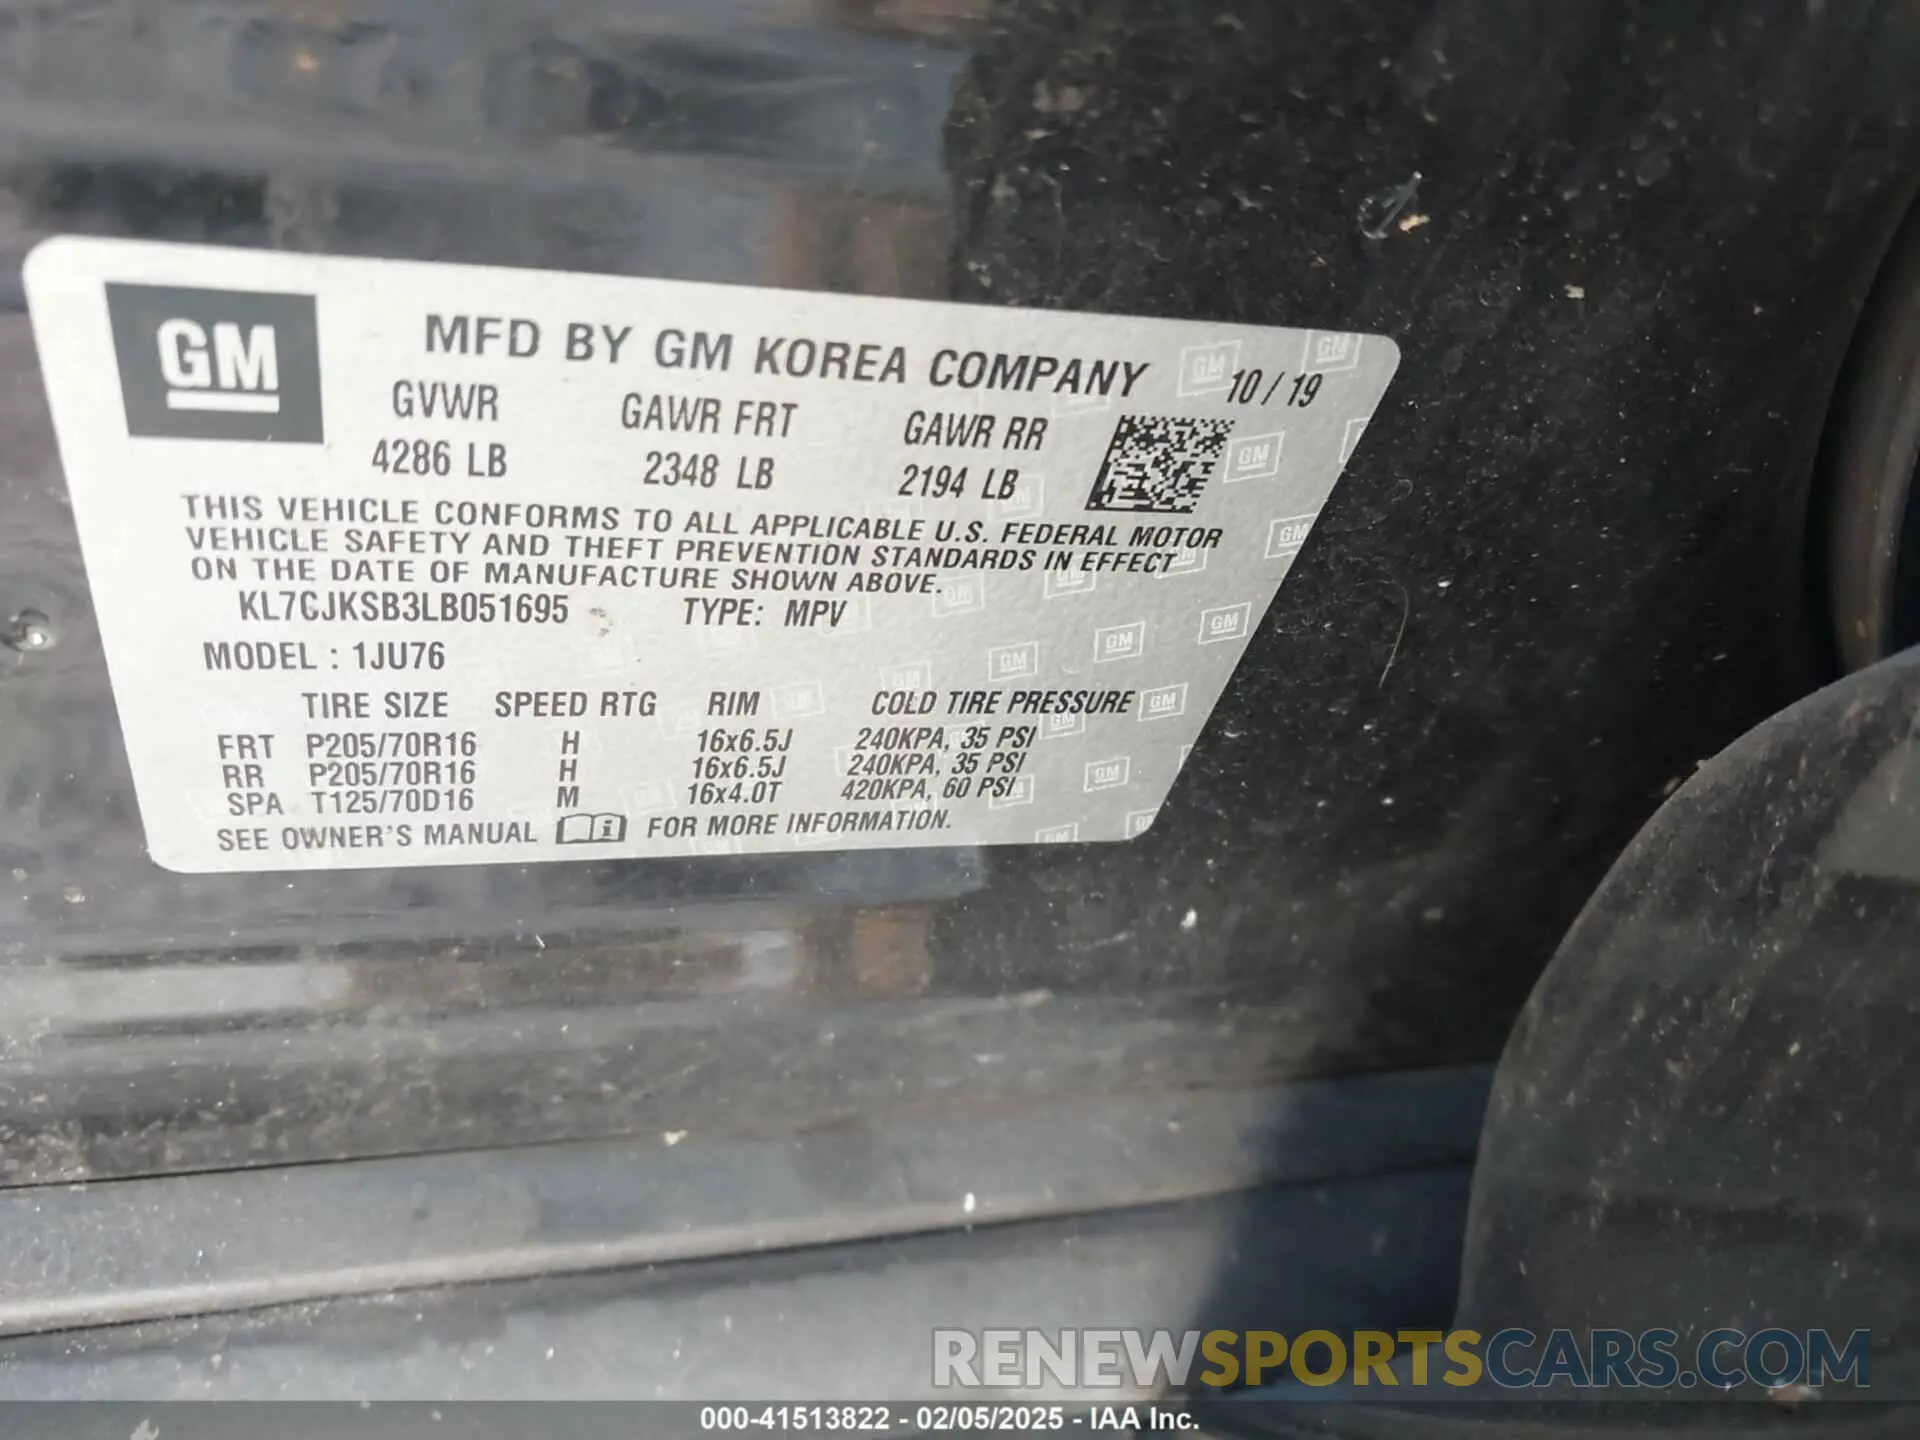 GM
MFD BY GM KOREA COMPANY
10 / 19
GVWR GAWR FRT GAWR RR
4286 LB 2348 LB 2194 LB
THIS VEHICLE CONFORMS TO ALL APPLICABLE U.S. FEDERAL MOTOR
VEHICLE SAFETY AND THEFT PREVENTION STANDARDS IN EFFECT
ON THE DATE OF MANUFACTURE SHOWN ABOVE.
KL7CJKSB3LB051695 TYPE: MPV
MODEL : 1JU76
TIRE SIZE SPEED RTG RIM COLD TIRE PRESSURE
FRT P205/70R16 H 16x6.5J 240KPA, 35 PSI
RR P205/70R16 H 16x6.5J 240KPA, 35 PSI
SPA T125/70D16 M 16x4.0T 420KPA, 60 PSI
SEE OWNER'S MANUAL i FOR MORE INFORMATION.
RENEWSPORTSCARS.COM
000-41513822 - 02/05/2025 - IAA Inc.